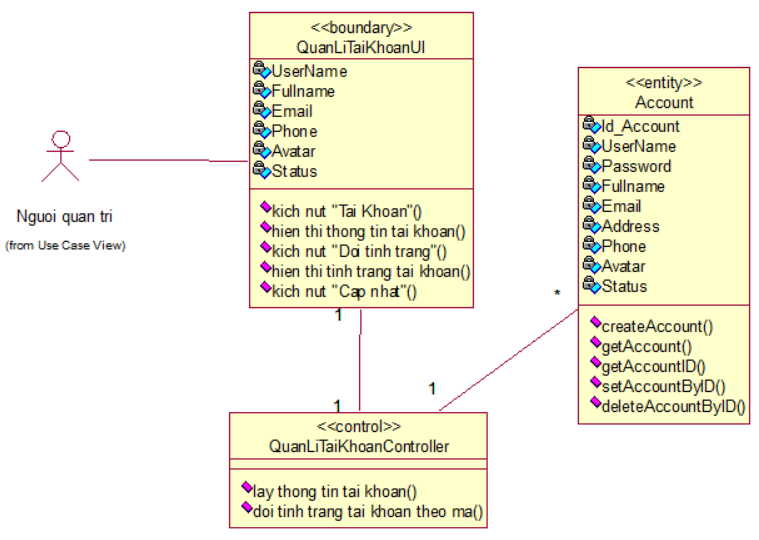 <<boundary>>
QuanLiTaiKhoanUI
UserName
Fullname
Email
Phone
Avatar
Status
kich nut "Tai Khoan"()
hien thi thong tin tai khoan()
kich nut "Doi tinh trang"()
hien thi tinh trang tai khoan()
kich nut "Cap nhat"()
Nguoi quan tri
(from Use Case View)
<<entity>>
Account
Id_Account
UserName
Password
Fullname
Email
Address
Phone
Avatar
Status
createAccount()
getAccount()
getAccountID()
setAccountByID()
deleteAccountByID()
*
1
1
1
<<control>>
QuanLiTaiKhoanController
lay thong tin tai khoan()
doi tinh trang tai khoan theo ma()